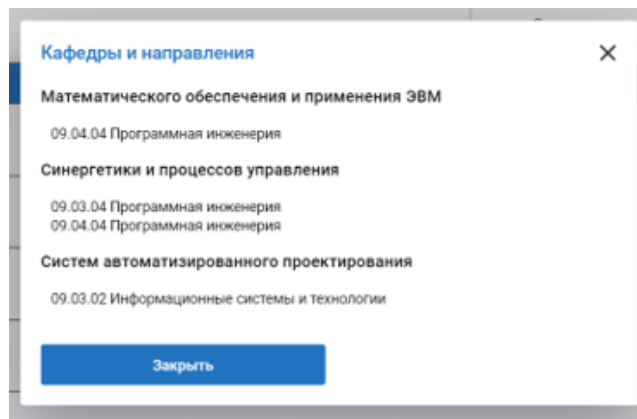 Кафедры и направления
Математического обеспечения и применения ЭВМ
09.04.04 Программная инженерия
Синергетики и процессов управления
09.03.04 Программная инженерия
09.04.04 Программная инженерия
Систем автоматизированного проектирования
09.03.02 Информационные системы и технологии
Закрыть